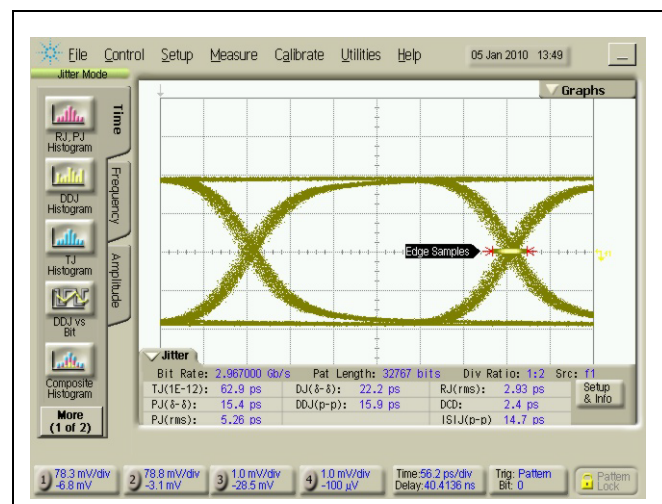 File Control Setup Measure Calibrate Utilities Help 05 Jan 2010 13:49
Jitter Mode
Graphs
Time
Frequency
Amplitude
RJ, PJ
Histogram
DDJ
Histogram
TJ
Histogram
DDJ vs
Bit
Composite
Histogram
More
(1 of 2)
Edge Samples
Jitter
Bit Rate: 2.967000 Gb/s Pat Length: 32767 bits Div Ratio: 1:2 Src: f1
TJ(1E-12): 62.9 ps DJ(δ-δ): 22.2 ps RJ(rms): 2.93 ps
PJ(δ-δ): 15.4 ps DDJ(p-p): 15.9 ps DCD: 2.4 ps
PJ(rms): 5.26 ps ISIJ(p-p) 14.7 ps
Setup
& Info
1) 78.3 mV/div
-6.8 mV
2) 78.8 mV/div
-3.1 mV
3) 1.0 mV/div
-28.5 mV
4) 1.0 mV/div
-100 µV
Time:56.2 ps/div
Delay:40.4136 ns
Trig: Pattern
Bit: 0
Pattern
Lock